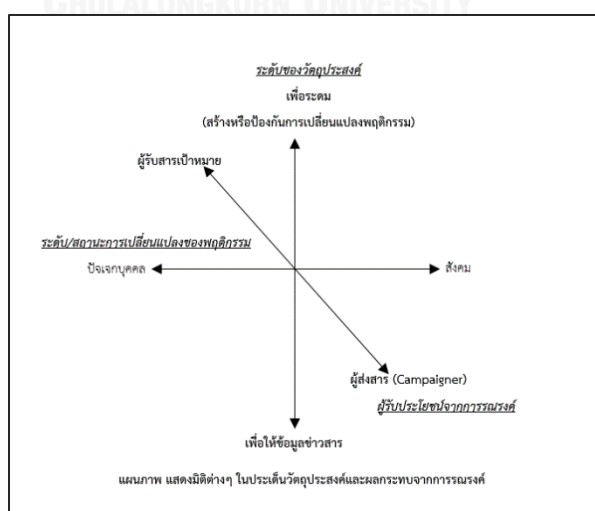 CHULALONGKORN UNIVERSITY
ระดับของวัตถุประสงค์
เพื่อระดม
(สร้างหรือป้องกันการเปลี่ยนแปลงพฤติกรรม)
ผู้รับสารเป้าหมาย
ระดับ/สถานะการเปลี่ยนแปลงของพฤติกรรม
ปัจเจกบุคคล
สังคม
ผู้ส่งสาร (Campaigner)
ผู้รับประโยชน์จากการรณรงค์
เพื่อให้ข้อมูลข่าวสาร
แผนภาพ แสดงมิติต่างๆ ในประเด็นวัตถุประสงค์และผลกระทบจากการรณรงค์